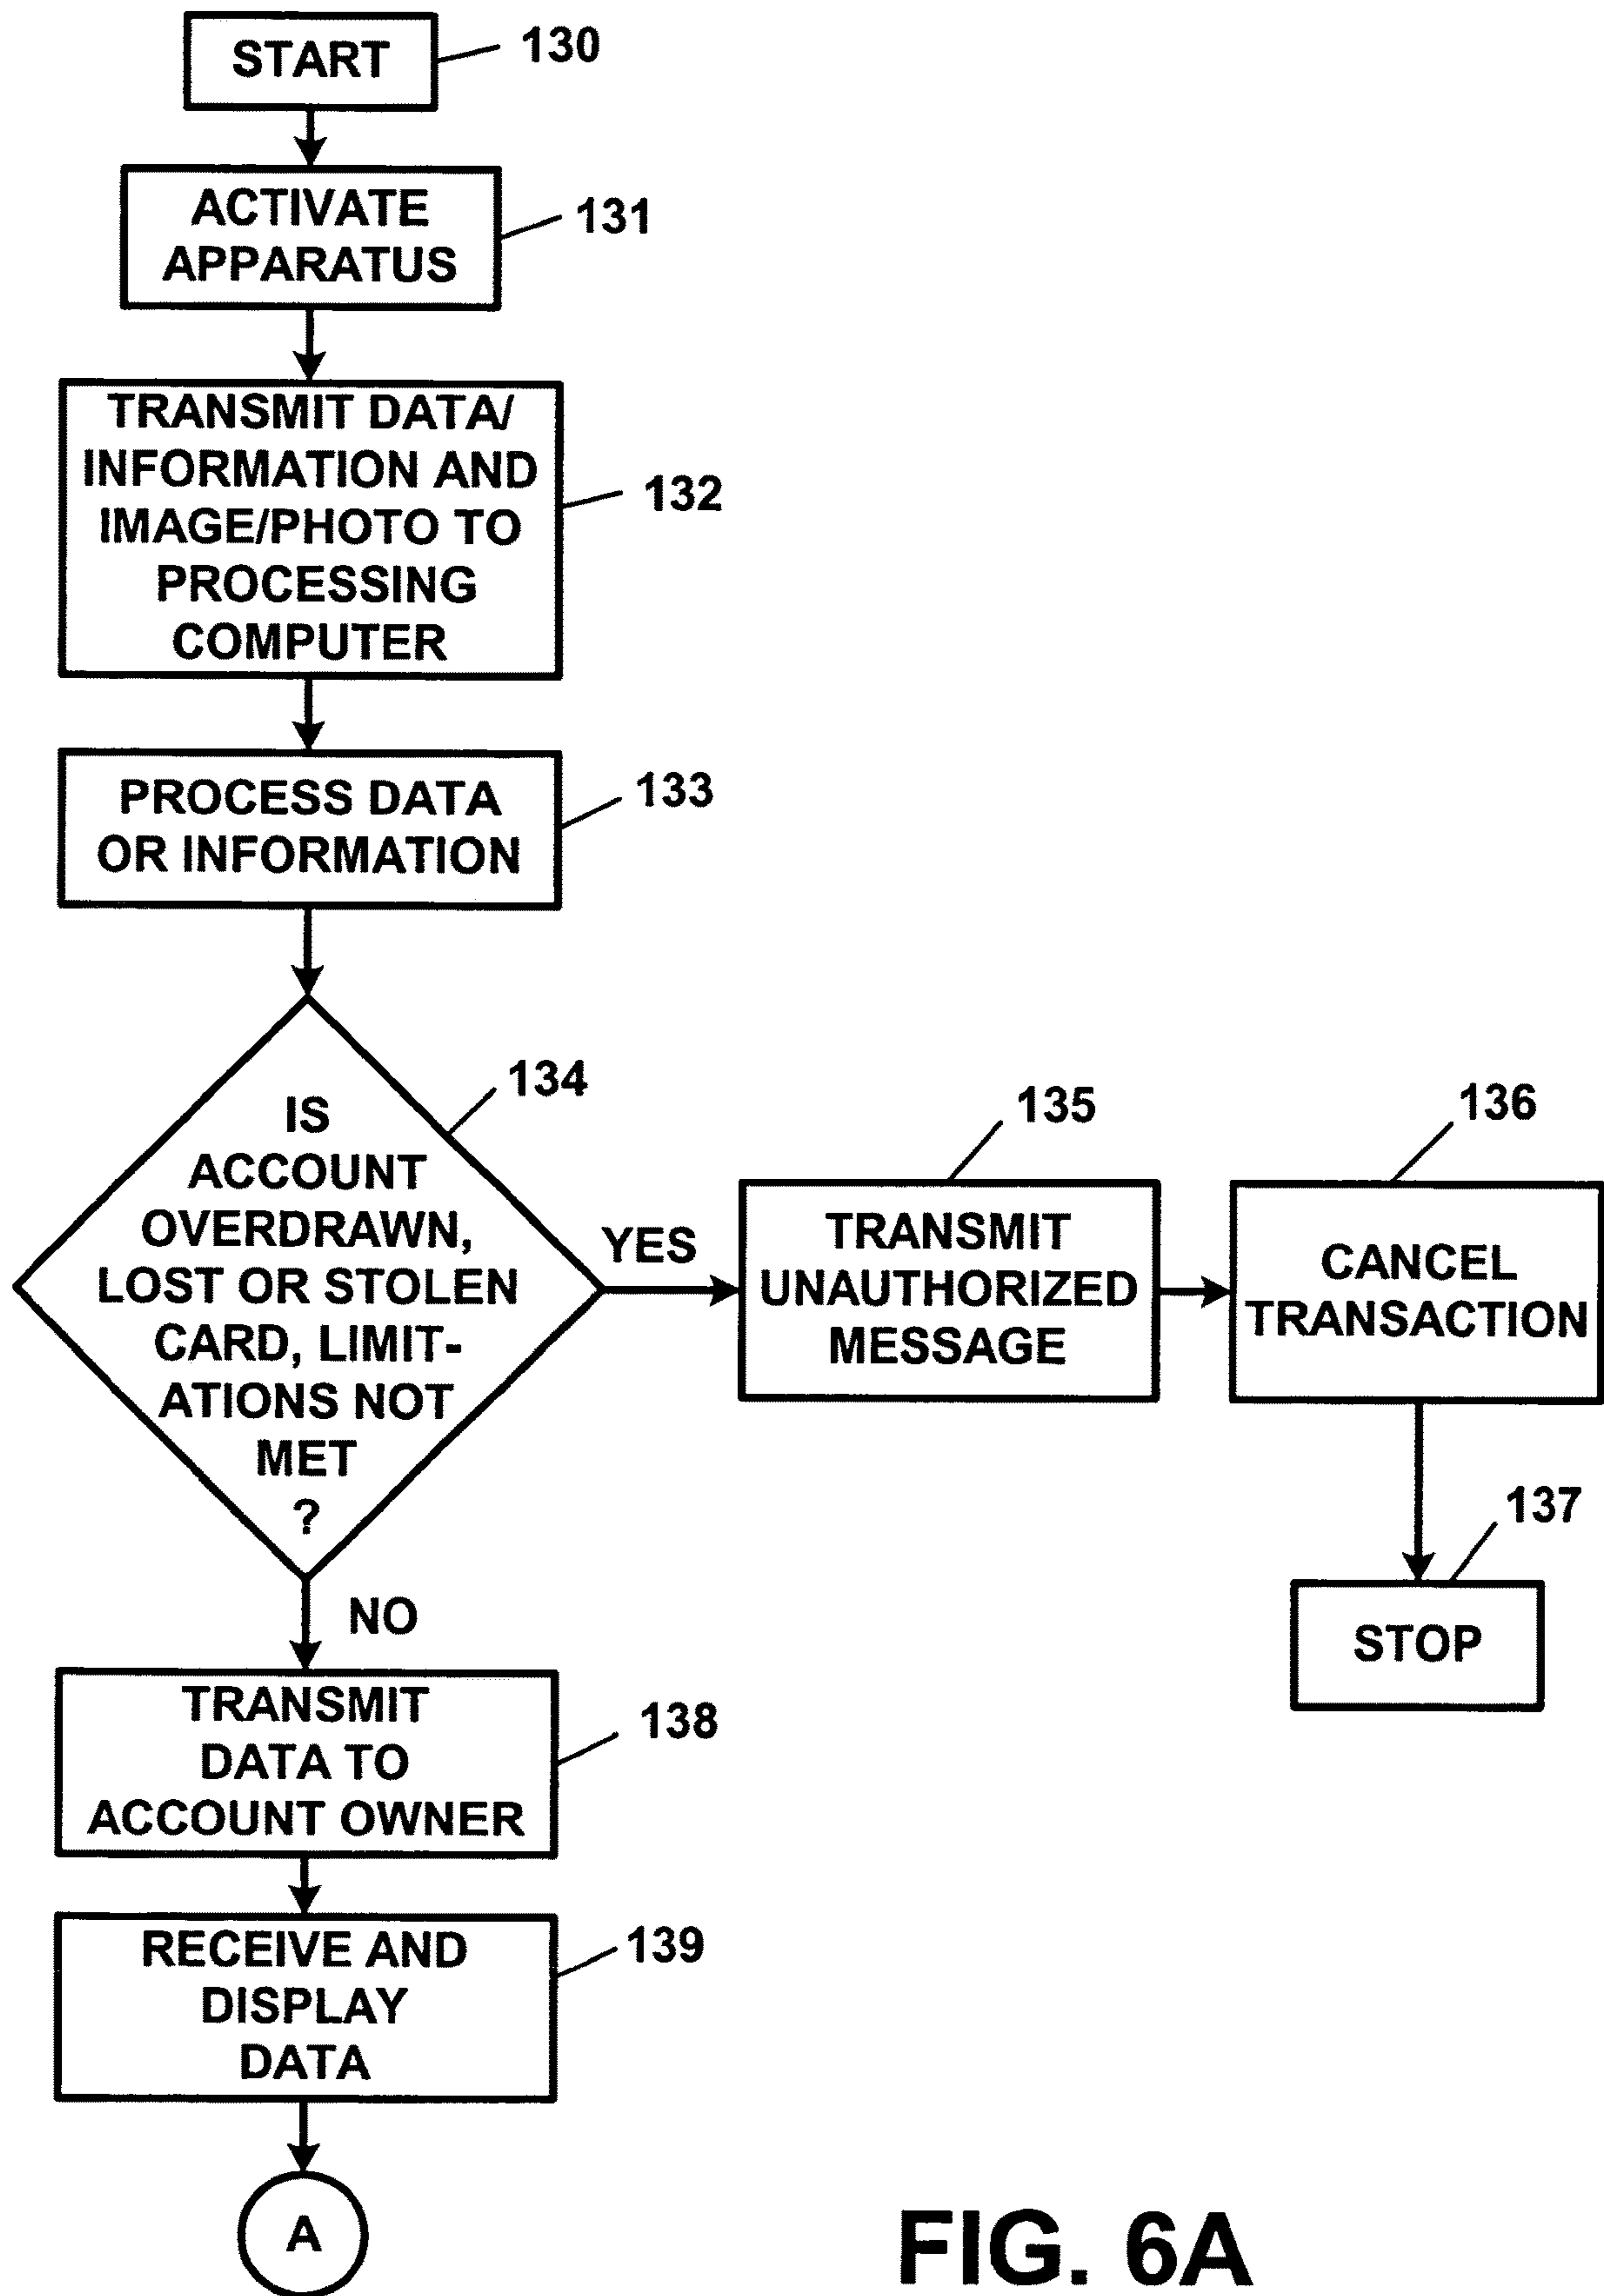 START
130
ACTIVATE
APPARATUS
131
TRANSMIT DATA/
INFORMATION AND
IMAGE/PHOTO TO
PROCESSING
COMPUTER
132
PROCESS DATA
OR INFORMATION
133
IS
ACCOUNT
OVERDRAWN,
LOST OR STOLEN
CARD, LIMIT-
ATIONS NOT
MET
?
134
YES
TRANSMIT
UNAUTHORIZED
MESSAGE
135
CANCEL
TRANSACTION
136
STOP
137
NO
TRANSMIT
DATA TO
ACCOUNT OWNER
138
RECEIVE AND
DISPLAY
DATA
139
A
FIG. 6A